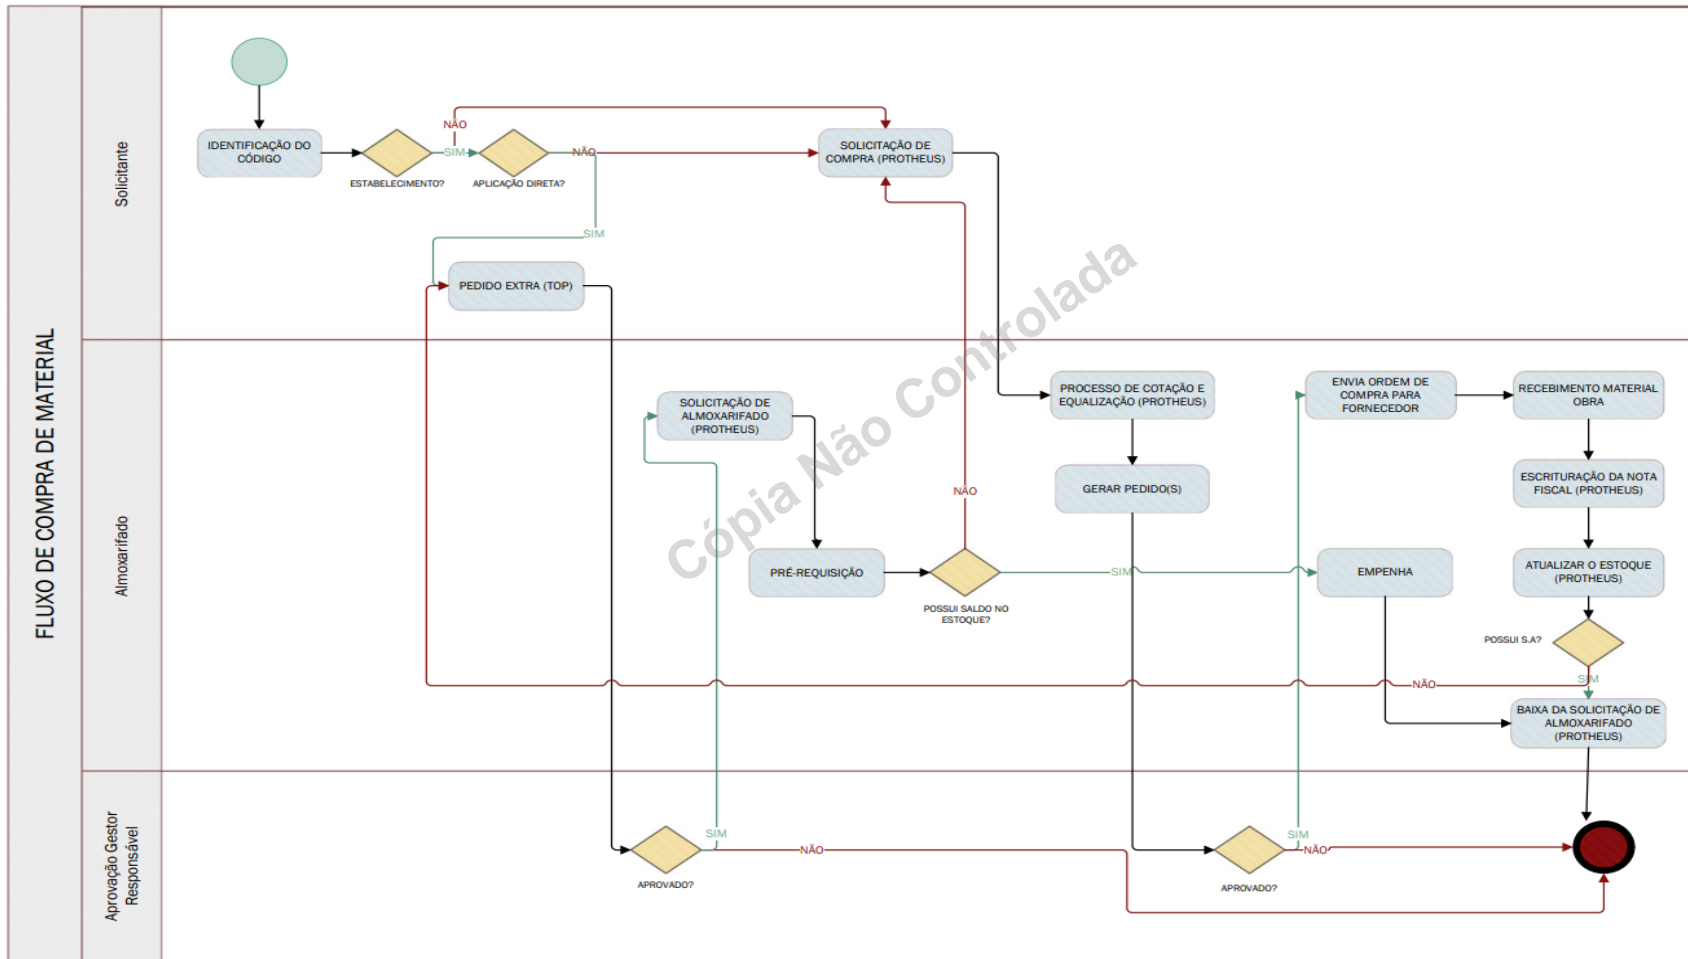 FLUXO DE COMPRA DE MATERIAL
Solicitante
IDENTIFICAÇÃO DO
CÓDIGO
ESTABELECIMENTO?
NÃO
SIM
APLICAÇÃO DIRETA?
NÃO
SIM
SOLICITAÇÃO DE
COMPRA (PROTHEUS)
PEDIDO EXTRA (TOP)
Almoxarifado
SOLICITAÇÃO DE
ALMOXARIFADO
(PROTHEUS)
PRÉ-REQUISIÇÃO
POSSUI SALDO NO
ESTOQUE?
NÃO
SIM
PROCESSO DE COTAÇÃO E
EQUALIZAÇÃO (PROTHEUS)
GERAR PEDIDO(S)
EMPENHA
ENVIA ORDEM DE
COMPRA PARA
FORNECEDOR
RECEBIMENTO MATERIAL
OBRA
ESCRITURAÇÃO DA NOTA
FISCAL (PROTHEUS)
ATUALIZAR O ESTOQUE
(PROTHEUS)
POSSUI S.A?
NÃO
SIM
BAIXA DA SOLICITAÇÃO DE
ALMOXARIFADO
(PROTHEUS)
Aprovação Gestor
Responsável
APROVADO?
SIM
NÃO
APROVADO?
SIM
NÃO
Cópia Não Controlada